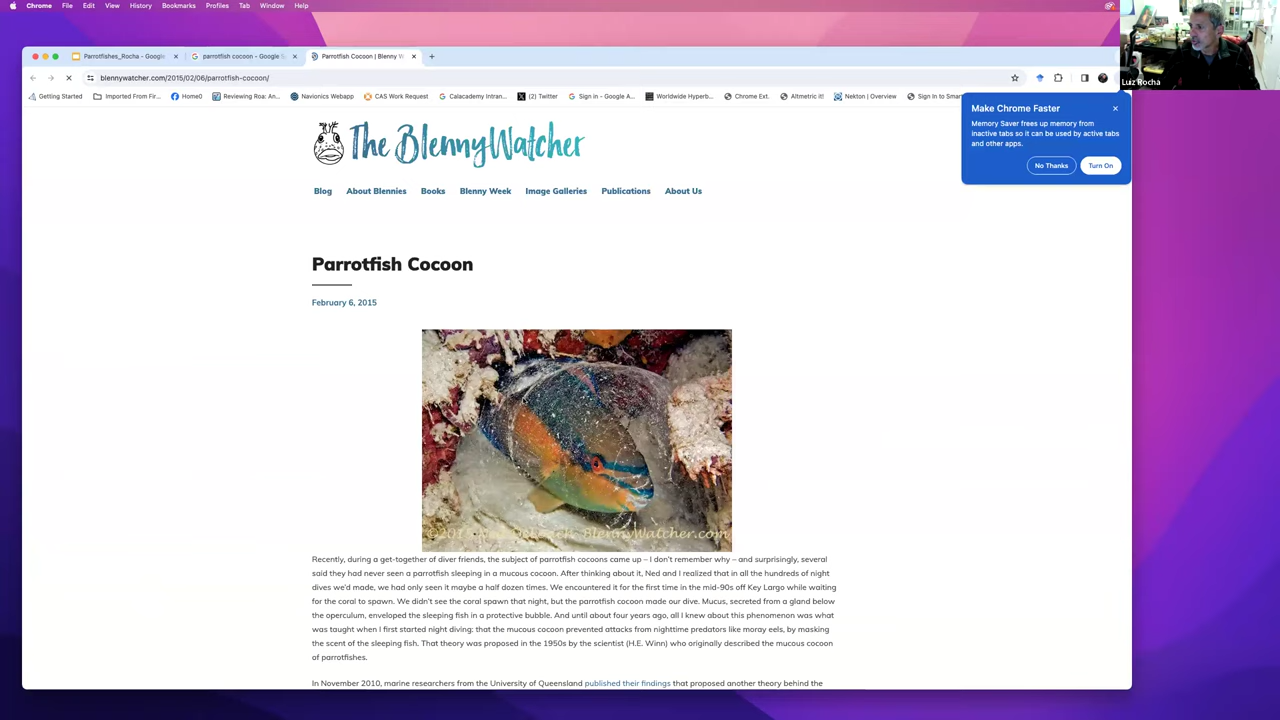 Chrome File Edit View History Bookmarks Profiles Tab Window Help
Luiz Rocha
Parrotfishes_Rocha - Google
parrotfish cocoon - Google S
Parrotfish Cocoon | Blenny W
blennywatcher.com/2015/02/06/parrotfish-cocoon/
Getting Started Imported From Fir... Home0 Reviewing Roa: An... Navionics Webapp CAS Work Request Calacademy Intran... (2) Twitter Sign in - Google A... Worldwide Hyperb... Chrome Ext. Altmetric it! Nekton | Overview Sign In to Smar
Make Chrome Faster
Memory Saver frees up memory from
inactive tabs so it can be used by active tabs
and other apps.
No Thanks Turn On
The BlennyWatcher
Blog About Blennies Books Blenny Week Image Galleries Publications About Us
Parrotfish Cocoon
February 6, 2015
BlennyWatcher.com
Recently, during a get-together of diver friends, the subject of parrotfish cocoons came up – I don't remember why – and surprisingly, several
said they had never seen a parrotfish sleeping in a mucous cocoon. After thinking about it, Ned and I realized that in all the hundreds of night
dives we'd made, we had only seen it maybe a half dozen times. We encountered it for the first time in the mid-90s off Key Largo while waiting
for the coral to spawn. We didn't see the coral spawn that night, but the parrotfish cocoon made our dive. Mucus, secreted from a gland below
the operculum, enveloped the sleeping fish in a protective bubble. And until about four years ago, all I knew about this phenomenon was what
was taught when I first started night diving; that the mucous cocoon prevented attacks from nighttime predators like moray eels, by masking
the scent of the sleeping fish. That theory was proposed in the 1950s by the scientist (H.E. Winn) who originally described the mucous cocoon
of parrotfishes.
In November 2010, marine researchers from the University of Queensland published their findings that proposed another theory behind the